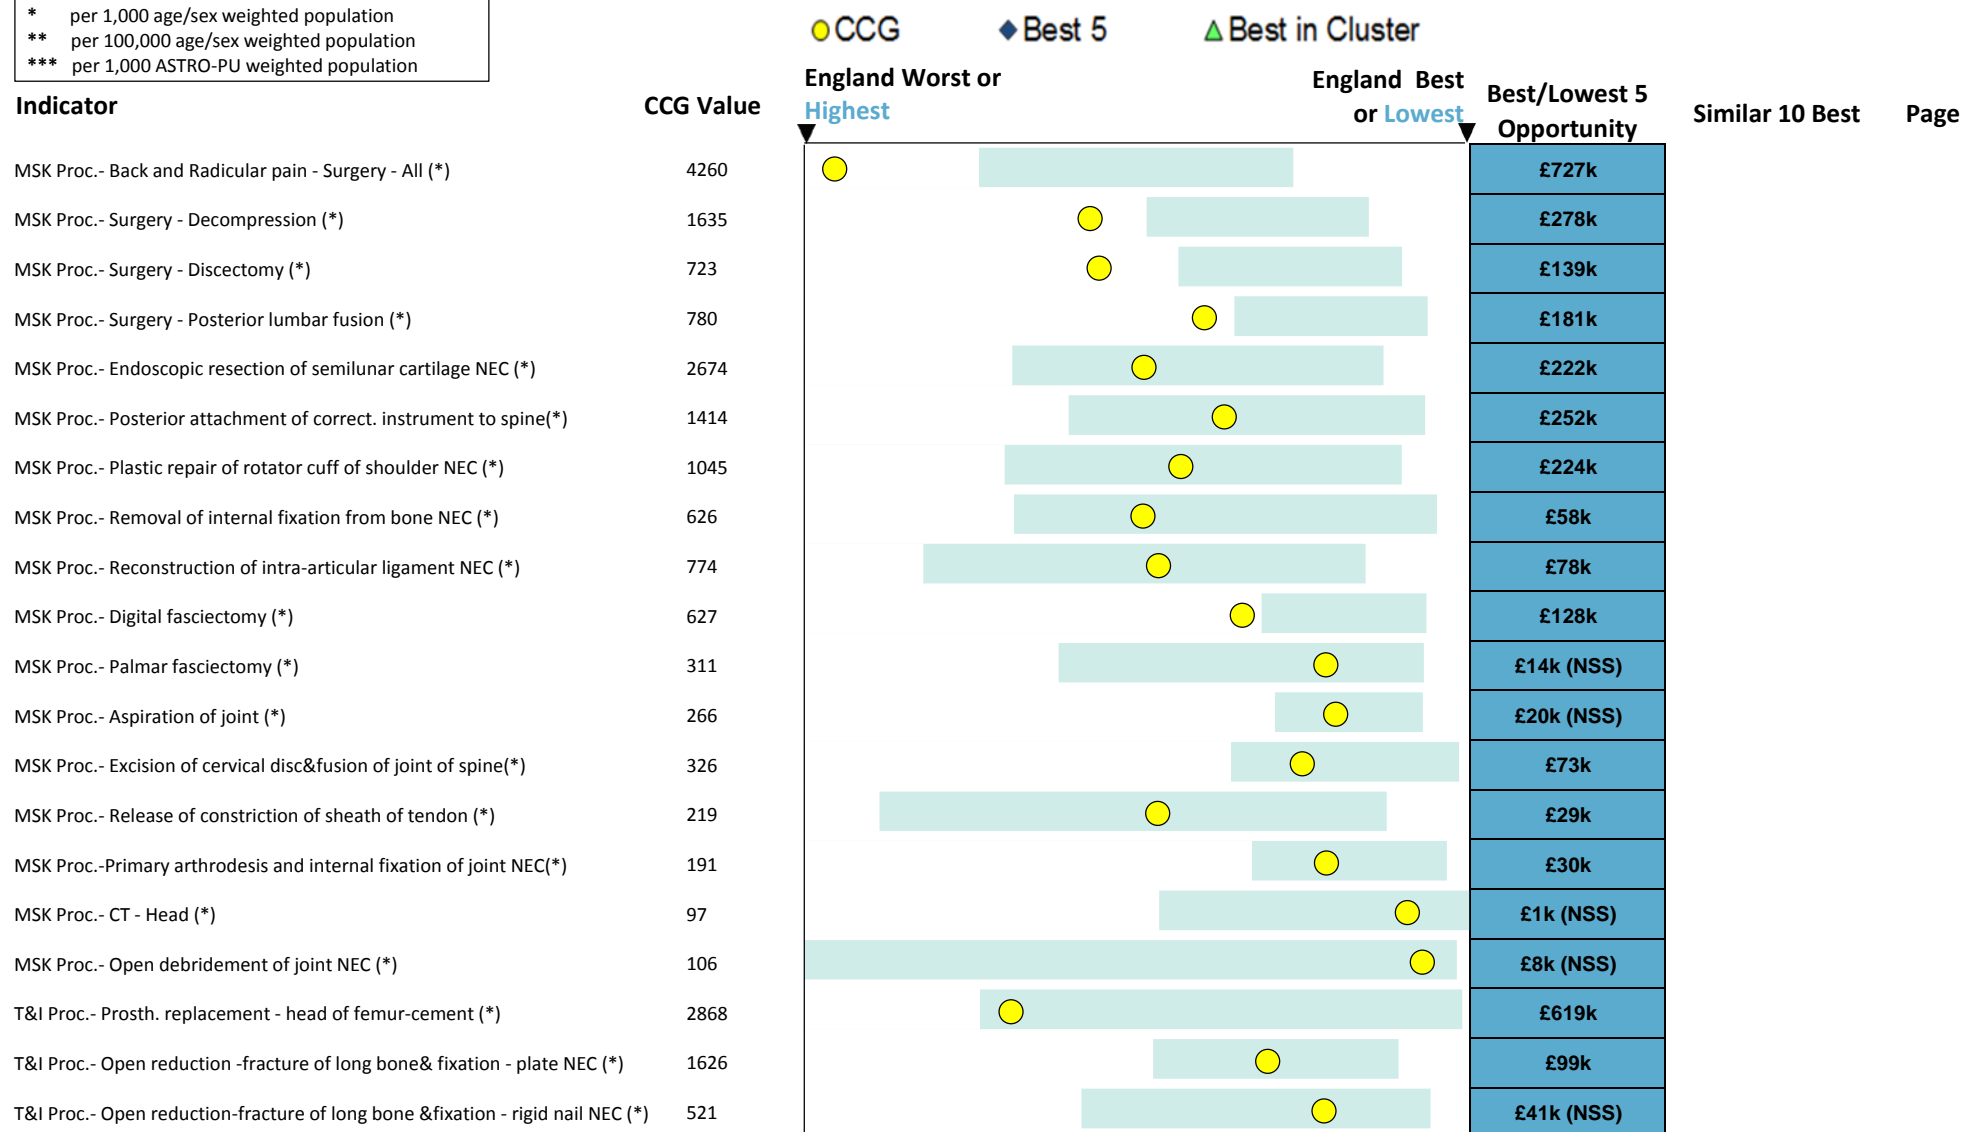 * per 1,000 age/sex weighted population
** per 100,000 age/sex weighted population
*** per 1,000 ASTRO-PU weighted population
CCG Best 5 Best in Cluster
Indicator CCG Value England Worst or Highest England Best or Lowest Best/Lowest 5 Opportunity Similar 10 Best Page
MSK Proc.- Back and Radicular pain - Surgery - All (*) 4260 £727k
MSK Proc.- Surgery - Decompression (*) 1635 £278k
MSK Proc.- Surgery - Discectomy (*) 723 £139k
MSK Proc.- Surgery - Posterior lumbar fusion (*) 780 £181k
MSK Proc.- Endoscopic resection of semilunar cartilage NEC (*) 2674 £222k
MSK Proc.- Posterior attachment of correct. instrument to spine(*) 1414 £252k
MSK Proc.- Plastic repair of rotator cuff of shoulder NEC (*) 1045 £224k
MSK Proc.- Removal of internal fixation from bone NEC (*) 626 £58k
MSK Proc.- Reconstruction of intra-articular ligament NEC (*) 774 £78k
MSK Proc.- Digital fasciectomy (*) 627 £128k
MSK Proc.- Palmar fasciectomy (*) 311 £14k (NSS)
MSK Proc.- Aspiration of joint (*) 266 £20k (NSS)
MSK Proc.- Excision of cervical disc&fusion of joint of spine(*) 326 £73k
MSK Proc.- Release of constriction of sheath of tendon (*) 219 £29k
MSK Proc.-Primary arthrodesis and internal fixation of joint NEC(*) 191 £30k
MSK Proc.- CT - Head (*) 97 £1k (NSS)
MSK Proc.- Open debridement of joint NEC (*) 106 £8k (NSS)
T&I Proc.- Prosth. replacement - head of femur-cement (*) 2868 £619k
T&I Proc.- Open reduction -fracture of long bone& fixation - plate NEC (*) 1626 £99k
T&I Proc.- Open reduction-fracture of long bone &fixation - rigid nail NEC (*) 521 £41k (NSS)